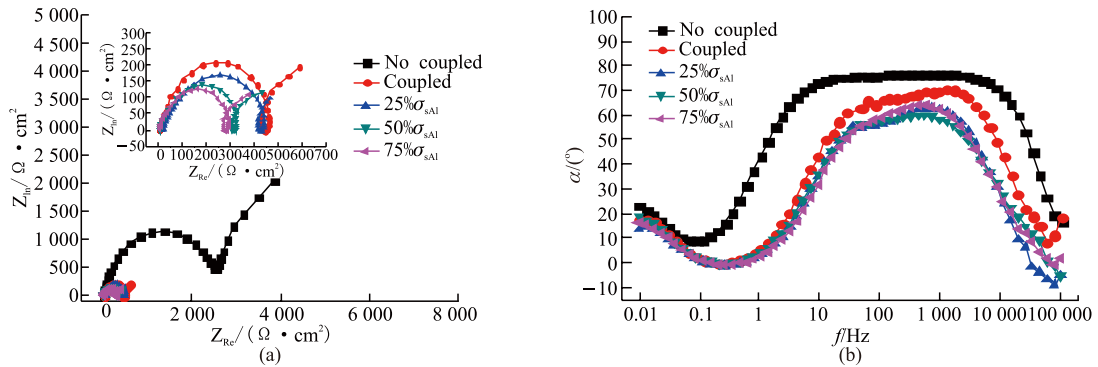 5 000
4 500
4 000
3 500
3 000
2 500
2 000
1 500
1 000
500
0
Z_Im/ Ω · cm²)
0
2 000
4 000
6 000
8 000
Z_Re/（Ω · cm²)
(a)
300
250
200
150
100
50
0
−50
Z_Im/（Ω · cm²)
0
100
200
300
400
500
600
700
Z_Re/（Ω · cm²)
No coupled
Coupled
25%σ_sAl
50%σ_sAl
75%σ_sAl
100
90
80
70
60
50
40
30
20
10
0
−10
α/(°)
0.01
0.1
1
10
100
1 000
10 000
100 000
f/Hz
(b)
No coupled
Coupled
25%σ_sAl
50%σ_sAl
75%σ_sAl